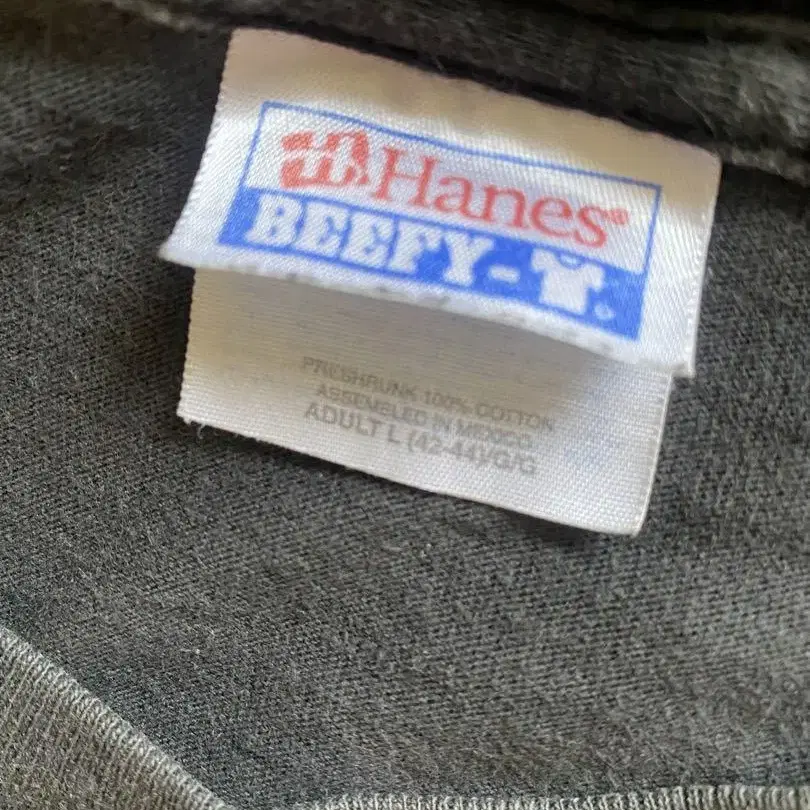 Hanes®
BEEFY-
PRESHRUNK 100% COTTON
ASSEMBLED IN MEXICO
ADULT L (42-44)/G/G